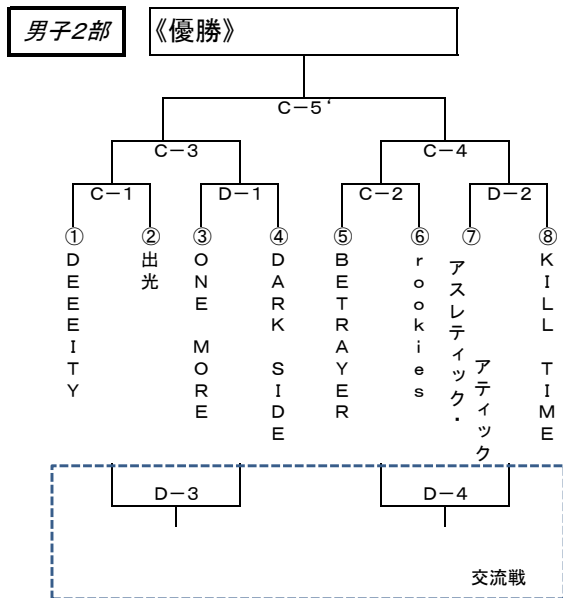 男子2部
《優勝》
C-5‘
C-3
C-4
C-1
D-1
C-2
D-2
①
②
③
④
⑤
⑥
⑦
⑧
DEEEITY
出光
ONE MORE
DARK SIDE
BETRAYER
rookies
アスレティック・
アティック
KILL TIME
D-3
D-4
交流戦